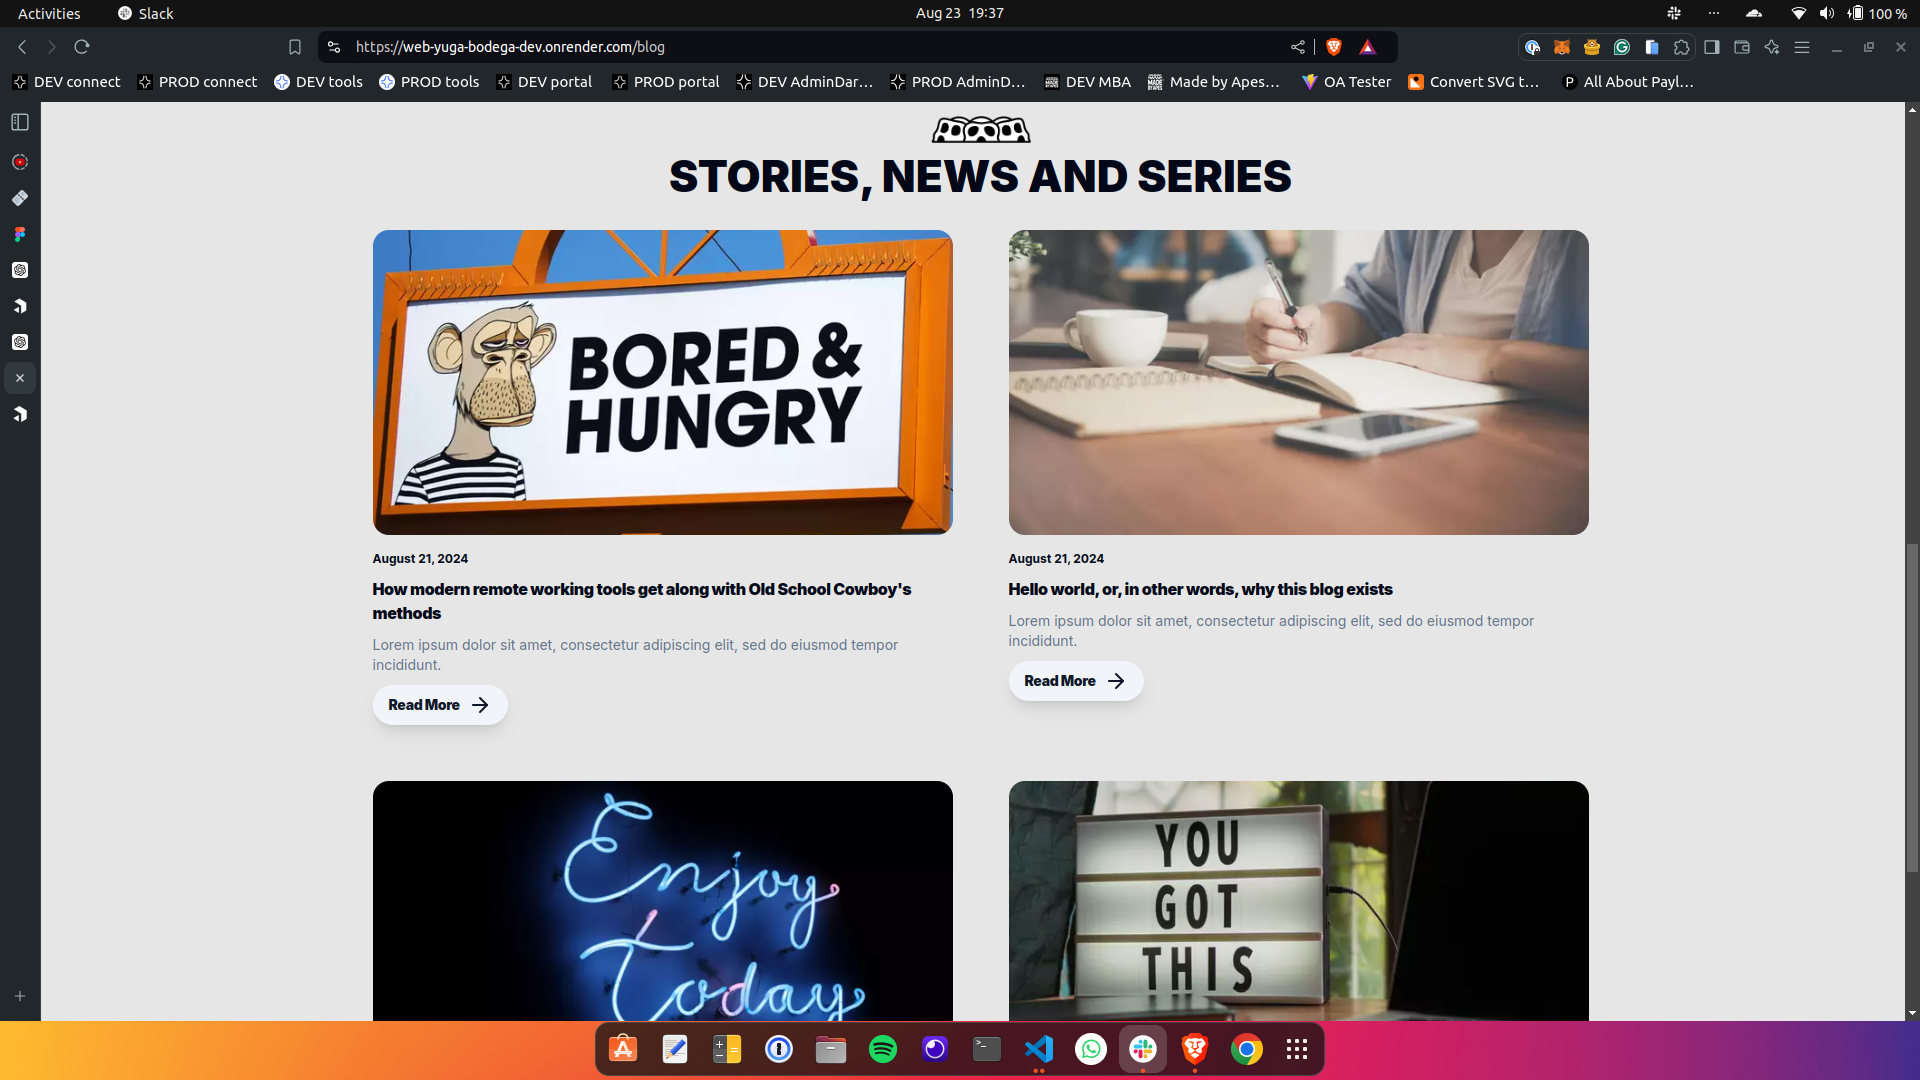 Activities
Slack
Aug 23 19:37
100 %
https://web-yuga-bodega-dev.onrender.com/blog
DEV connect
PROD connect
DEV tools
PROD tools
DEV portal
PROD portal
DEV AdminDar...
PROD AdminD...
DEV MBA
Made by Apes...
OA Tester
Convert SVG t...
All About Payl...
STORIES, NEWS AND SERIES
BORED &
HUNGRY
August 21, 2024
How modern remote working tools get along with Old School Cowboy's
methods
Lorem ipsum dolor sit amet, consectetur adipiscing elit, sed do eiusmod tempor
incididunt.
Read More
August 21, 2024
Hello world, or, in other words, why this blog exists
Lorem ipsum dolor sit amet, consectetur adipiscing elit, sed do eiusmod tempor
incididunt.
Read More
Enjoy
Today
YOU
GOT
THIS